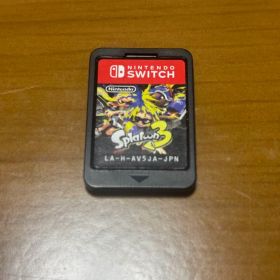 NINTENDO
SWITCH
Nintendo
Splatoon 3
LA-H-AV5JA-JPN